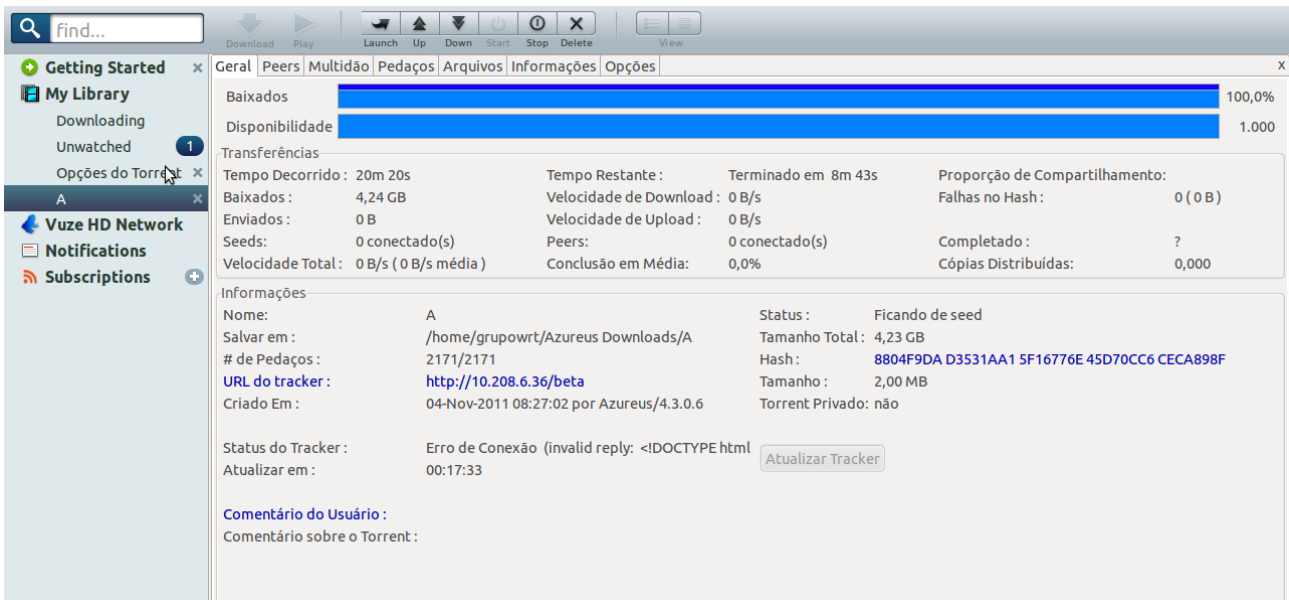 find...
Download Play Launch Up Down Start Stop Delete View
Getting Started
My Library
Downloading
Unwatched 1
Opções do Torrent
A
Vuze HD Network
Notifications
Subscriptions
Geral Peers Multidão Pedaços Arquivos Informações Opções x
Baixados 100,0%
Disponibilidade 1.000
Transferências
Tempo Decorrido : 20m 20s Tempo Restante : Terminado em 8m 43s Proporção de Compartilhamento:
Baixados : 4,24 GB Velocidade de Download : 0 B/s Falhas no Hash : 0 ( 0 B )
Enviados : 0 B Velocidade de Upload : 0 B/s
Seeds: 0 conectado(s) Peers: 0 conectado(s) Completado : ?
Velocidade Total : 0 B/s ( 0 B/s média ) Conclusão em Média: 0,0% Cópias Distribuídas: 0,000
Informações
Nome: A Status : Ficando de seed
Salvar em : /home/grupowrt/Azureus Downloads/A Tamanho Total : 4,23 GB
# de Pedaços : 2171/2171 Hash : 8804F9DA D3531AA1 5F16776E 45D70CC6 CECA898F
URL do tracker : http://10.208.6.36/beta Tamanho : 2,00 MB
Criado Em : 04-Nov-2011 08:27:02 por Azureus/4.3.0.6 Torrent Privado: não
Status do Tracker : Erro de Conexão (invalid reply: <!DOCTYPE html Atualizar Tracker
Atualizar em : 00:17:33
Comentário do Usuário :
Comentário sobre o Torrent :